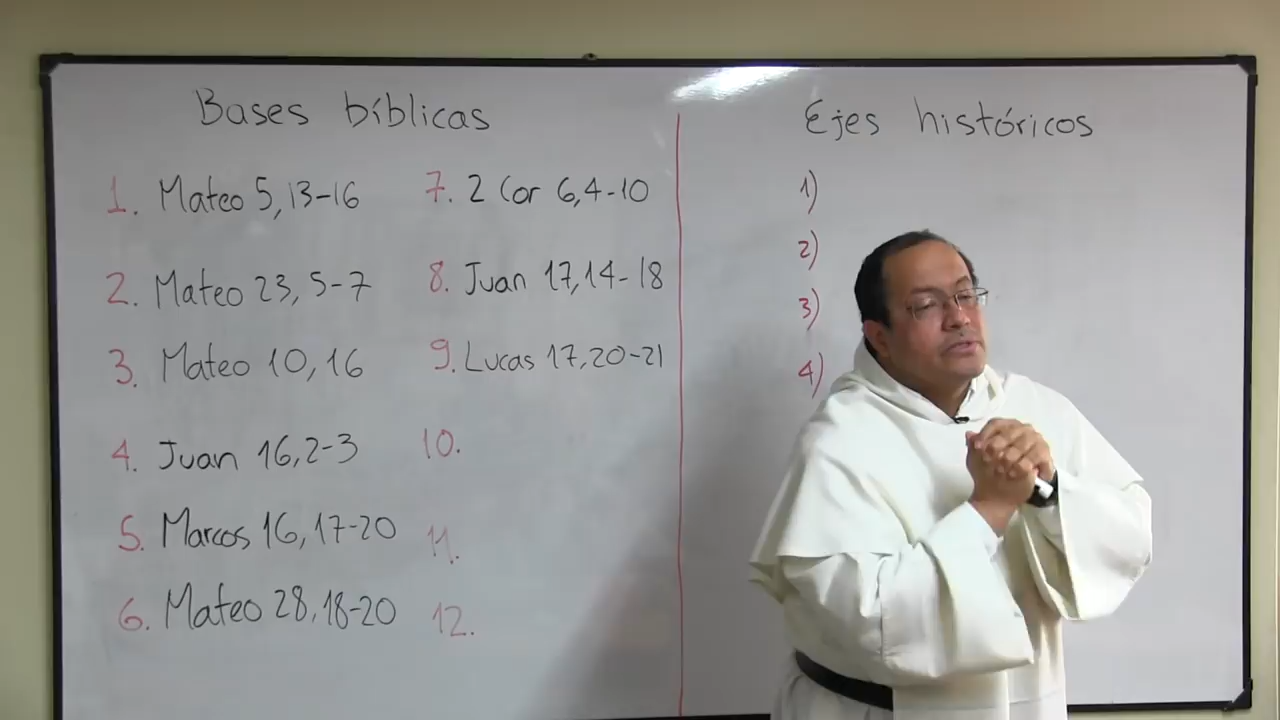 Bases bíblicas
1. Mateo 5,13-16
2. Mateo 23, 5-7
3. Mateo 10, 16
4. Juan 16,2-3
5. Marcos 16, 17-20
6. Mateo 28,18-20
7. 2 Cor 6,4-10
8. Juan 17,14-18
9. Lucas 17,20-21
10.
11.
12.
Ejes históricos
1)
2)
3)
4)